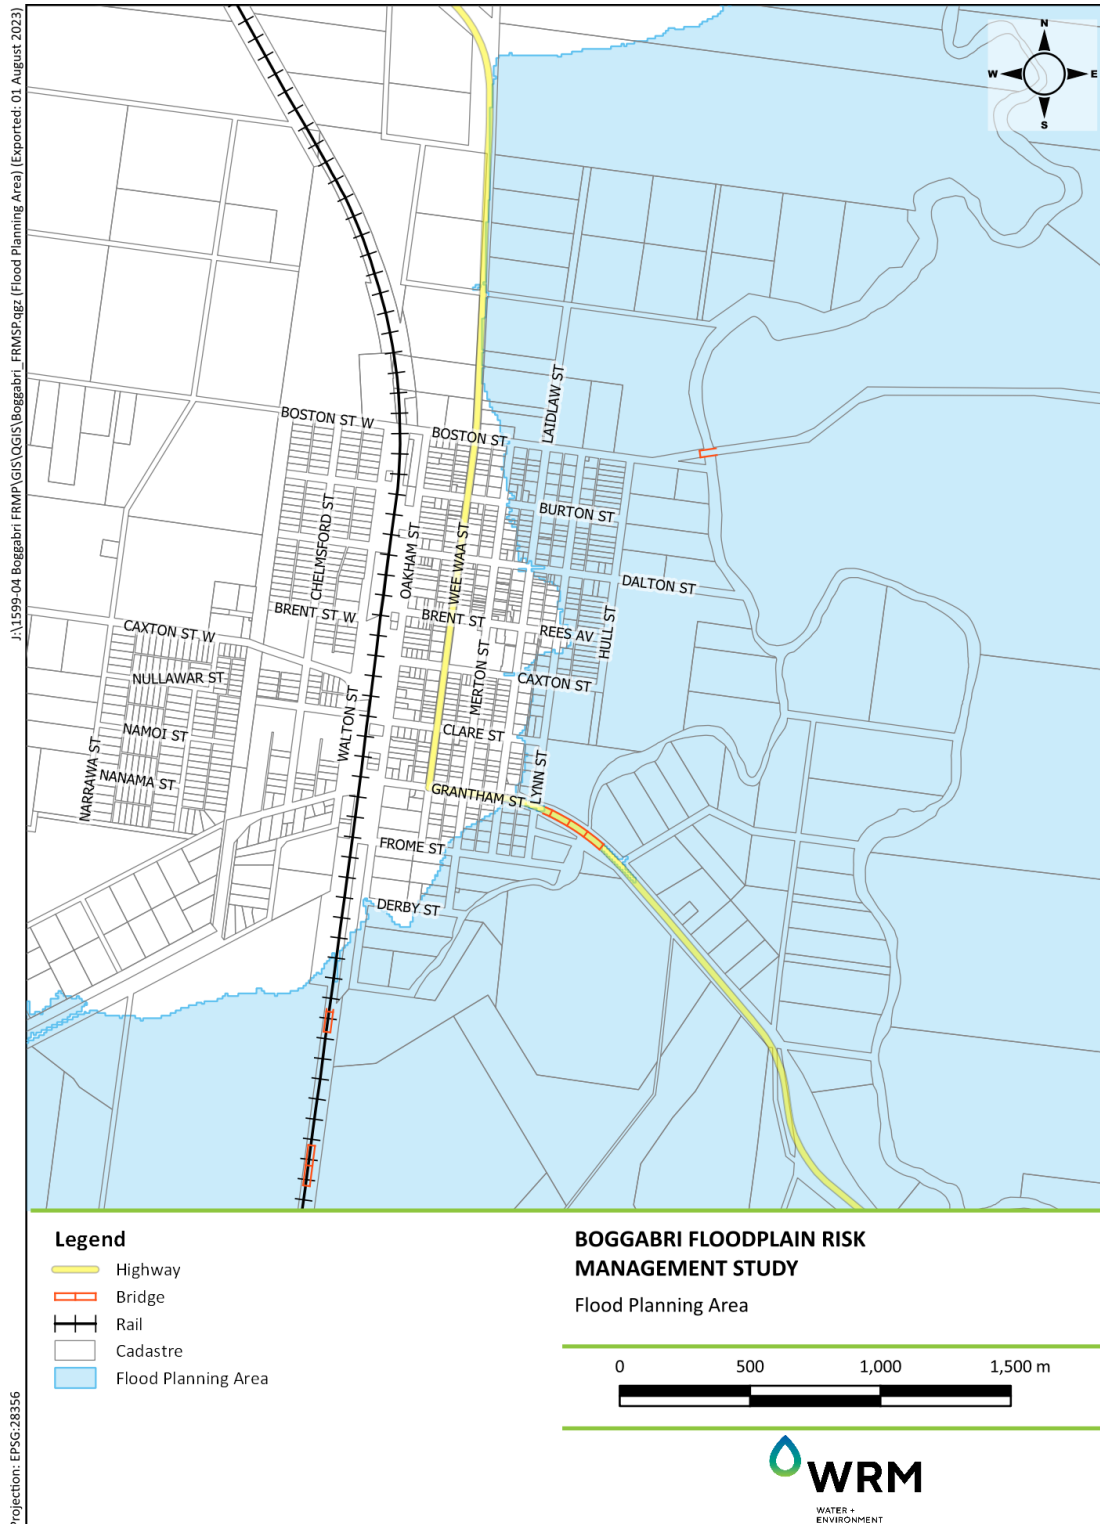 J:\1599-04 Boggabri FRMP\GIS\QGIS\Boggabri_FRMSP.qgz (Flood Planning Area) (Exported: 01 August 2023)
N
W
E
S
LAIDLAW ST
BOSTON ST W
BOSTON ST
BURTON ST
CHELMSFORD ST
OAKHAM ST
WEE WAA ST
DALTON ST
BRENT ST W
BRENT ST
REES AV
HULL ST
CAXTON ST W
NULLAWAR ST
MERTON ST
CAXTON ST
WALTON ST
NAMOI ST
CLARE ST
NARRAWA ST
NANAMA ST
LYNN ST
GRANTHAM ST
FROME ST
DERBY ST
Legend
Highway
Bridge
Rail
Cadastre
Flood Planning Area
BOGGABRI FLOODPLAIN RISK
MANAGEMENT STUDY
Flood Planning Area
0 500 1,000 1,500 m
Projection: EPSG:28356
WRM
WATER +
ENVIRONMENT